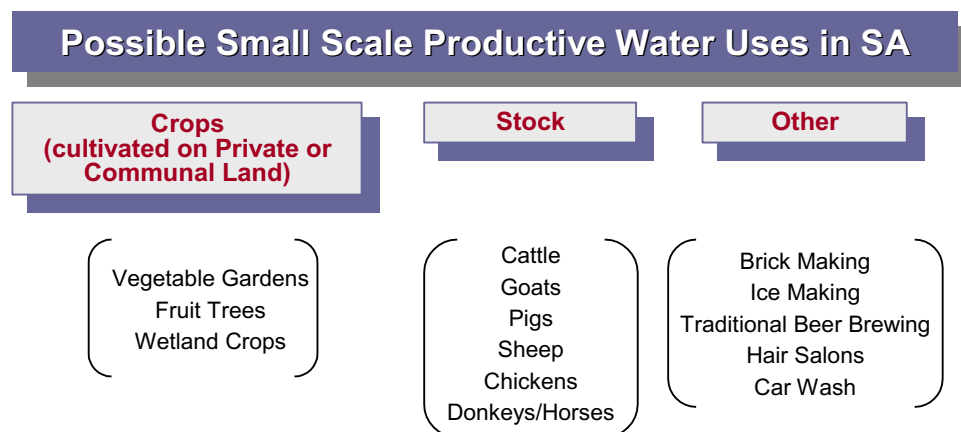 Possible Small Scale Productive Water Uses in SA
Crops
(cultivated on Private or
Communal Land)
Vegetable Gardens
Fruit Trees
Wetland Crops
Stock
Cattle
Goats
Pigs
Sheep
Chickens
Donkeys/Horses
Other
Brick Making
Ice Making
Traditional Beer Brewing
Hair Salons
Car Wash